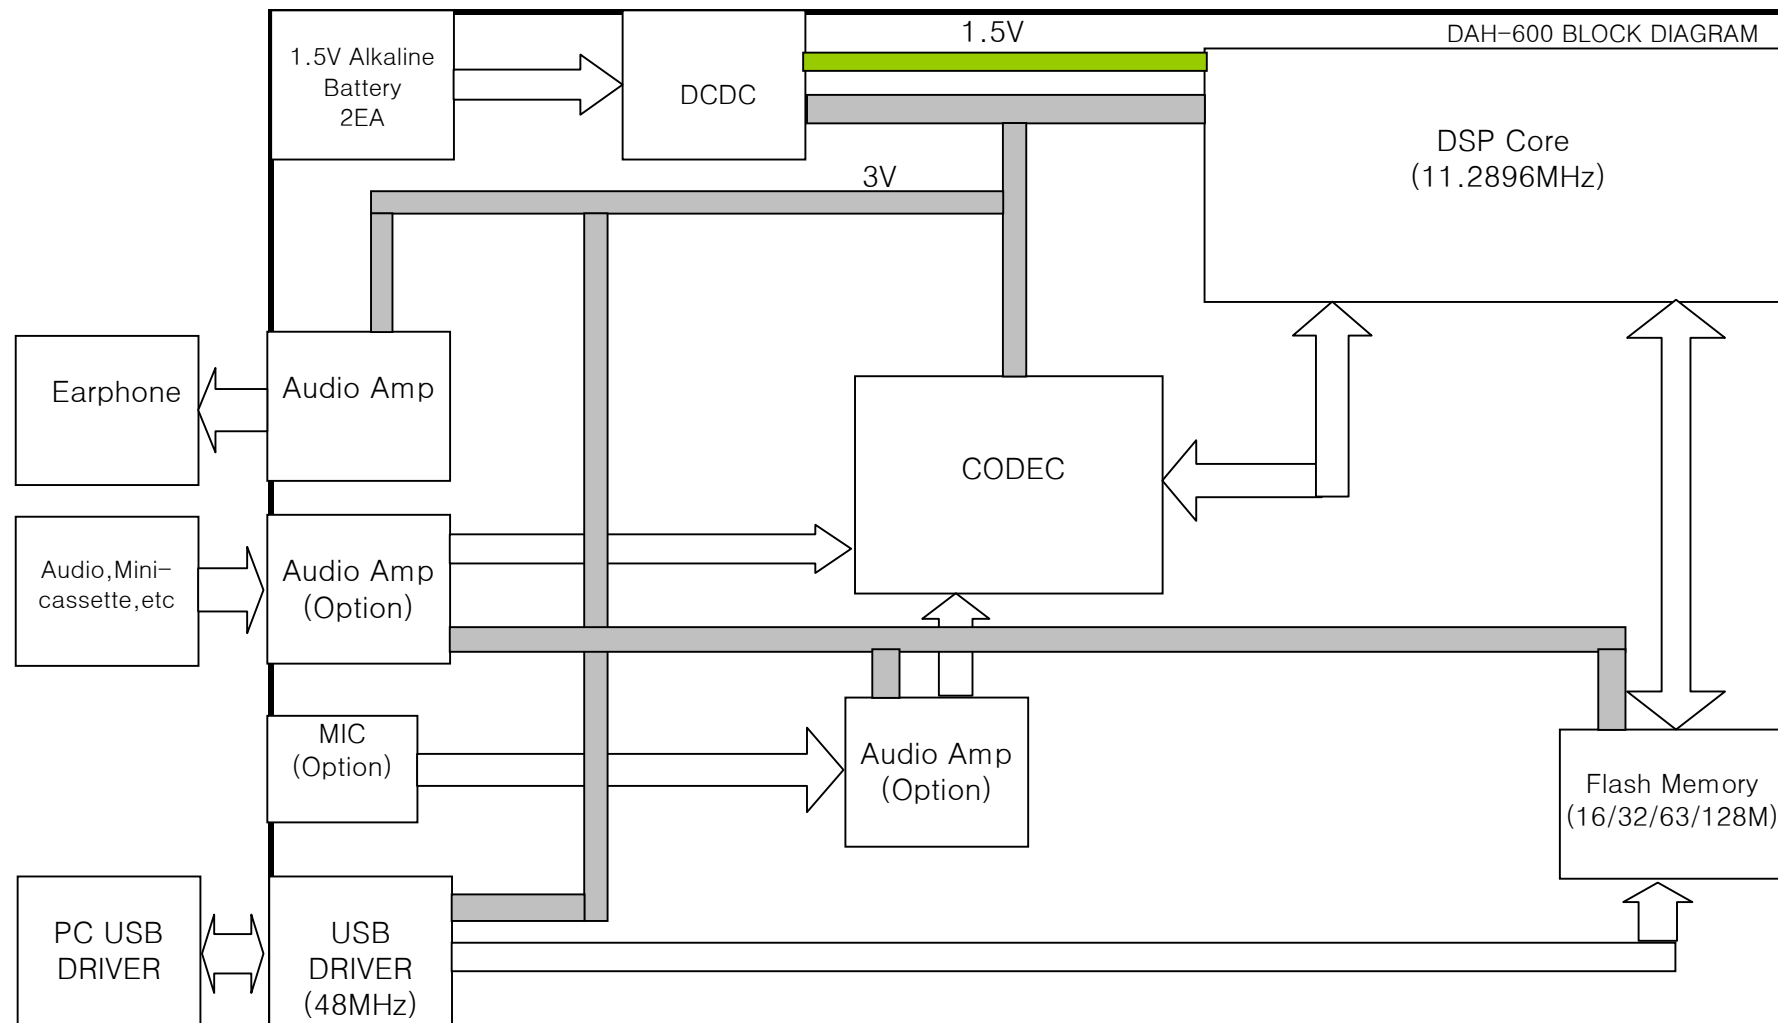 1.5V
DAH-600 BLOCK DIAGRAM
1.5V Alkaline
Battery
2EA
DCDC
DSP Core
(11.2896MHz)
3V
Earphone
Audio Amp
CODEC
Audio,Mini-
cassette,etc
Audio Amp
(Option)
MIC
(Option)
Audio Amp
(Option)
Flash Memory
(16/32/63/128M)
PC USB
DRIVER
USB
DRIVER
(48MHz)